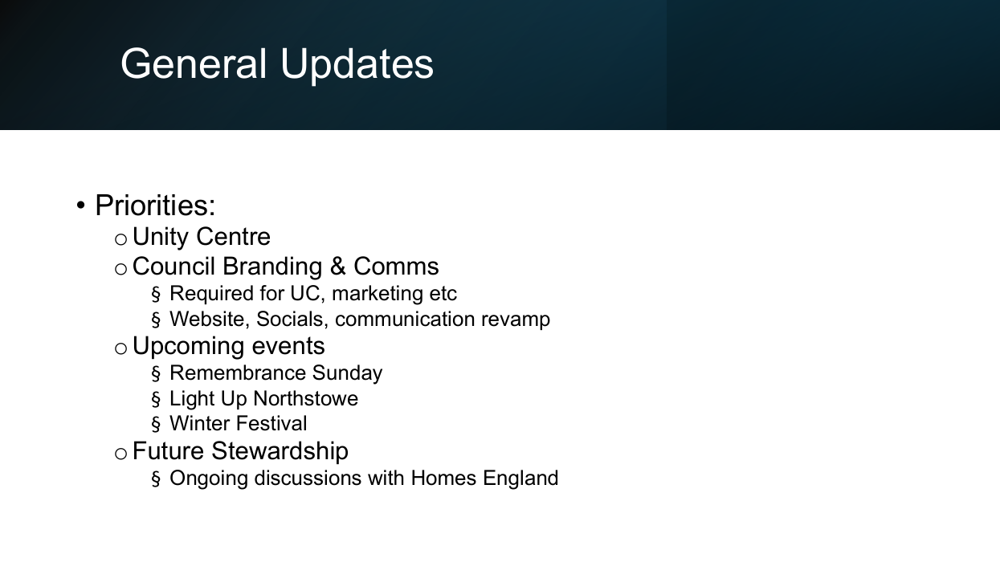 General Updates
• Priorities:
o Unity Centre
o Council Branding & Comms
§ Required for UC, marketing etc
§ Website, Socials, communication revamp
o Upcoming events
§ Remembrance Sunday
§ Light Up Northstowe
§ Winter Festival
o Future Stewardship
§ Ongoing discussions with Homes England